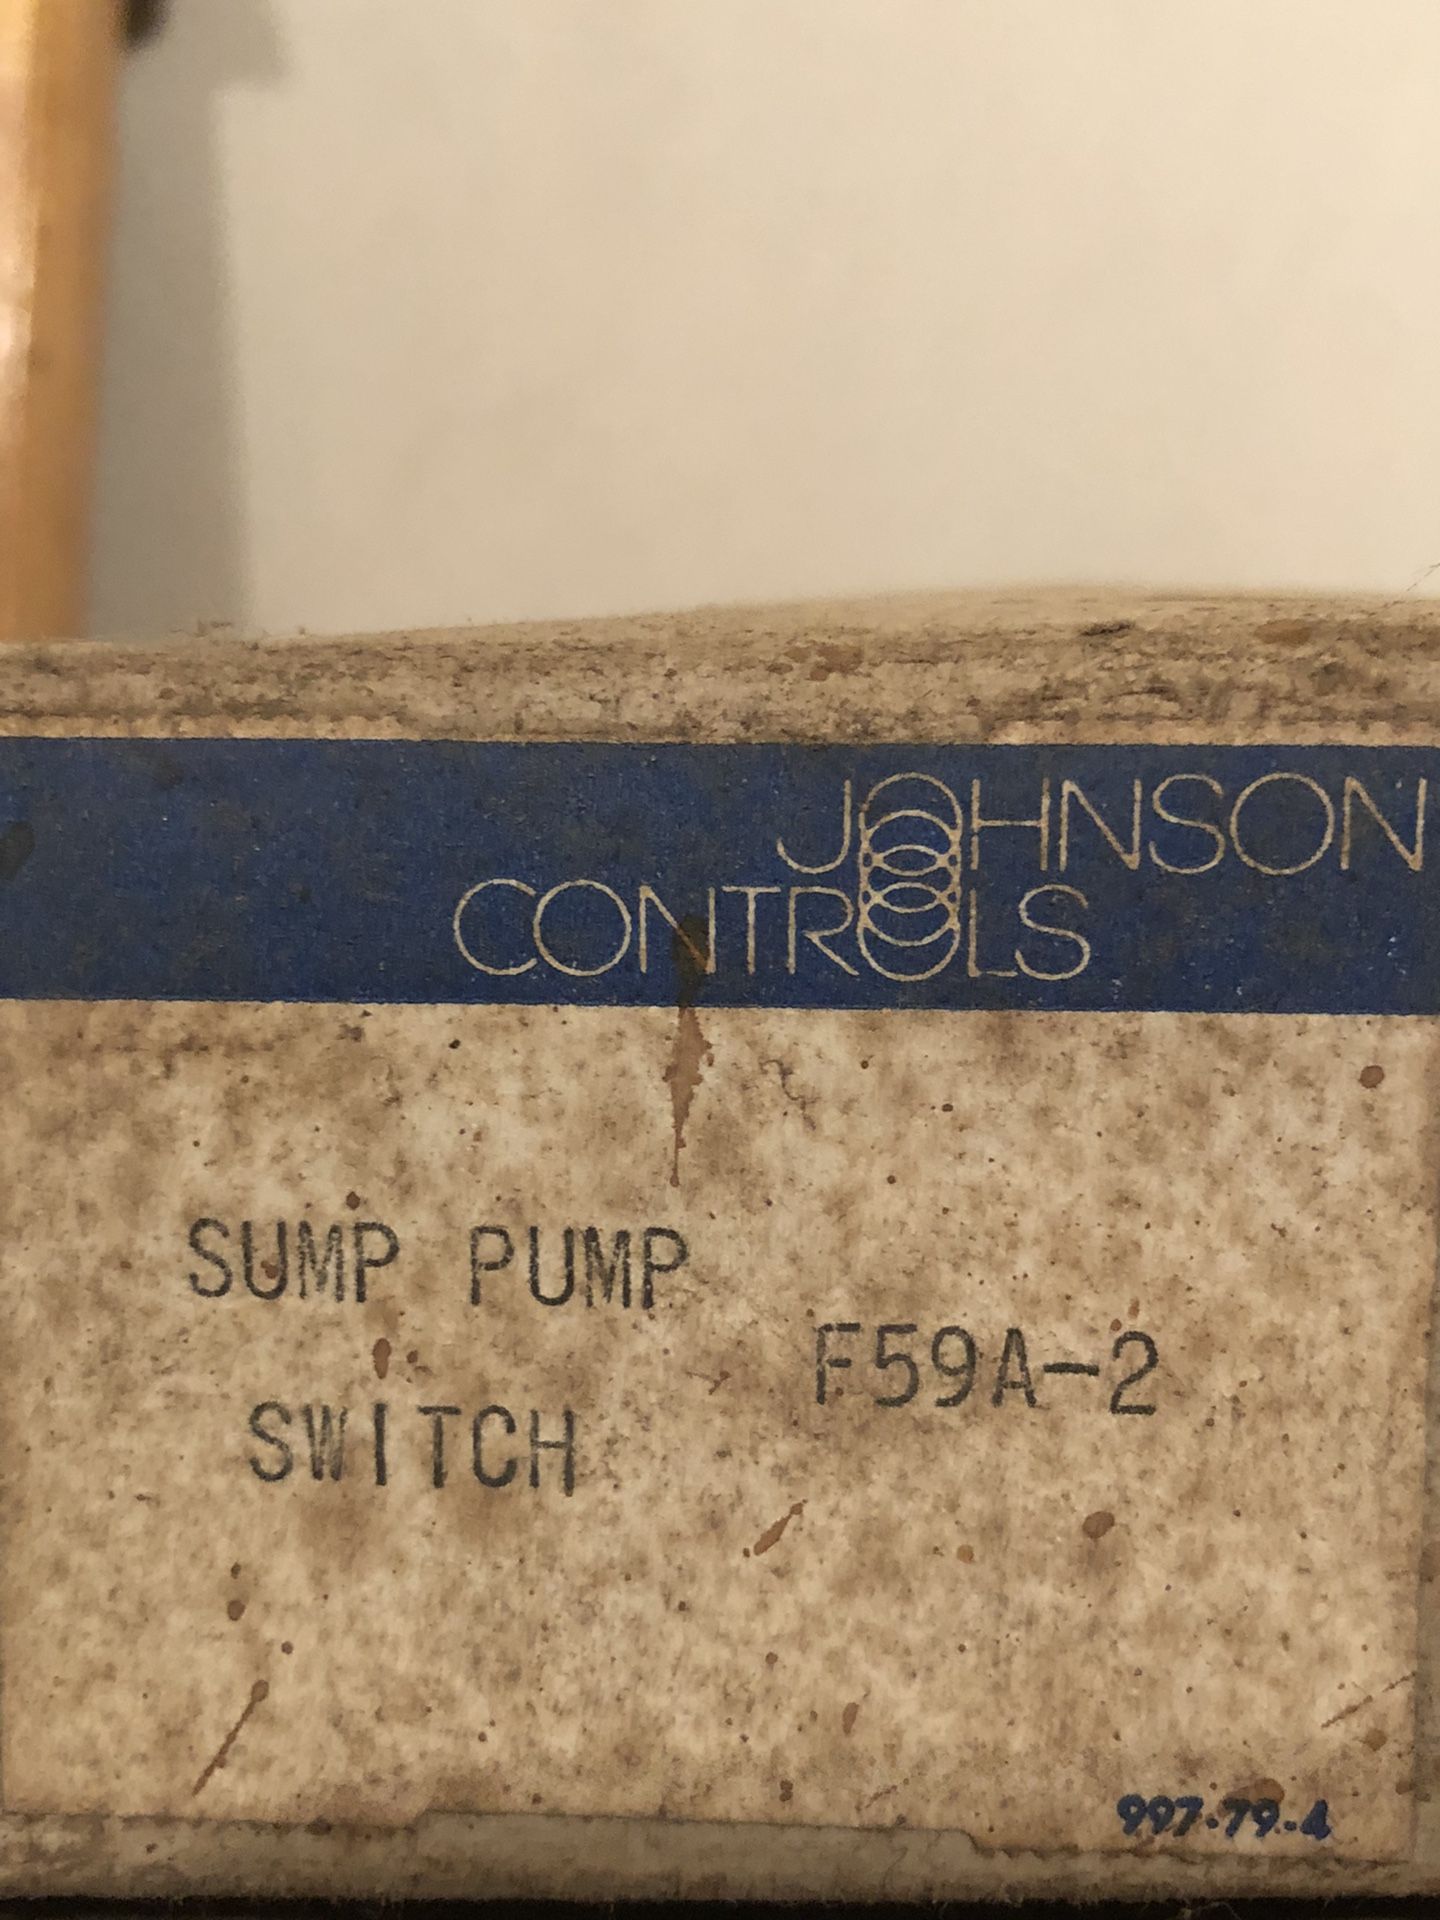 JOHNSON
CONTROLS
SUMP PUMP
SWITCH
F59A-2
997-79-4